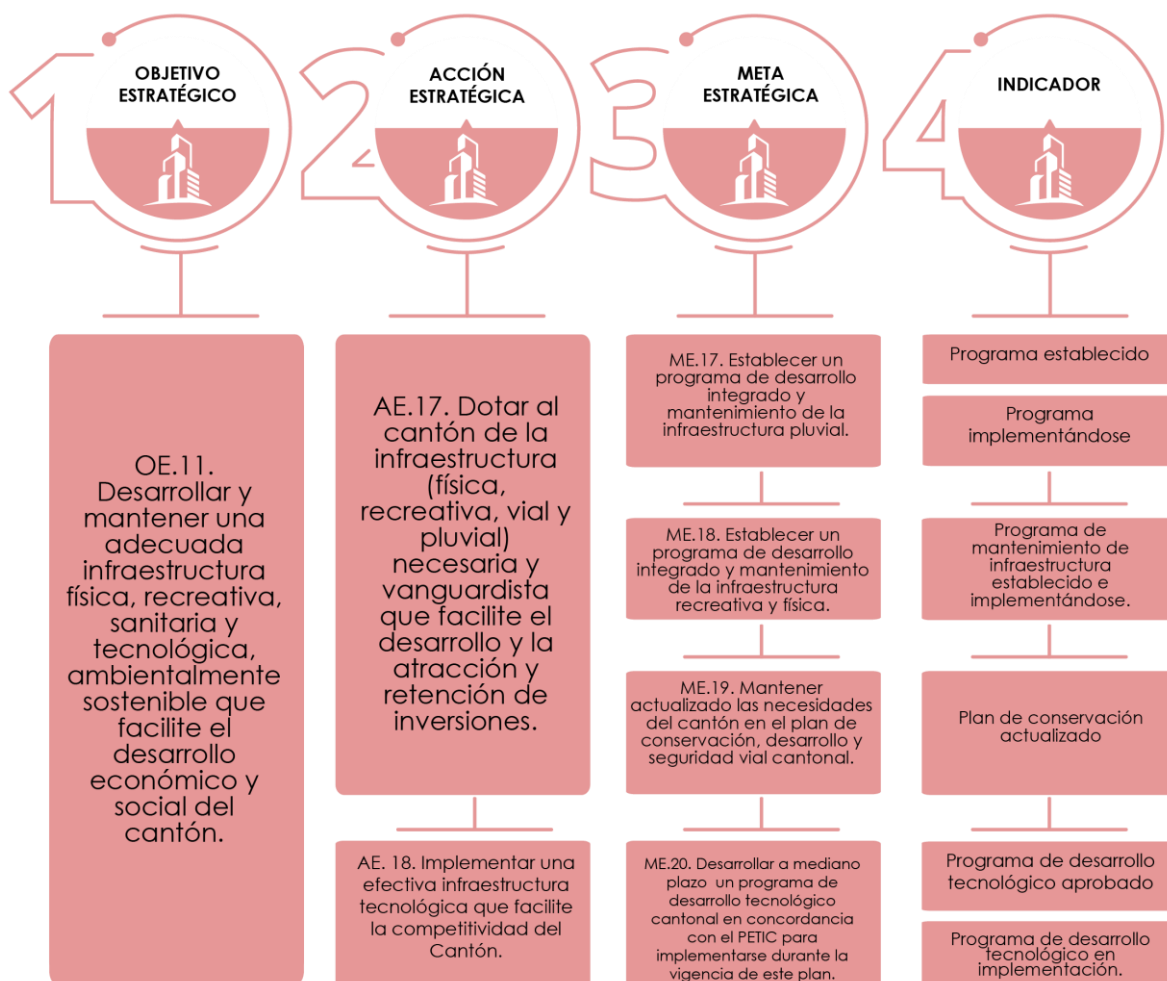 1
OBJETIVO
ESTRATÉGICO
2
ACCIÓN
ESTRATÉGICA
3
META
ESTRATÉGICA
4
INDICADOR
OE.11.
Desarrollar y
mantener una
adecuada
infraestructura
física, recreativa,
sanitaria y
tecnológica,
ambientalmente
sostenible que
facilite el
desarrollo
económico y
social del
cantón.
AE.17. Dotar al
cantón de la
infraestructura
(física,
recreativa, vial y
pluvial)
necesaria y
vanguardista
que facilite el
desarrollo y la
atracción y
retención de
inversiones.
AE. 18. Implementar una
efectiva infraestructura
tecnológica que facilite
la competitividad del
Cantón.
ME.17. Establecer un
programa de desarrollo
integrado y
mantenimiento de la
infraestructura pluvial.
ME.18. Establecer un
programa de desarrollo
integrado y mantenimiento
de la infraestructura
recreativa y física.
ME.19. Mantener
actualizado las necesidades
del cantón en el plan de
conservación, desarrollo y
seguridad vial cantonal.
ME.20. Desarrollar a mediano
plazo un programa de
desarrollo tecnológico
cantonal en concordancia
con el PETIC para
implementarse durante la
vigencia de este plan.
Programa establecido
Programa
implementándose
Programa de
mantenimiento de
infraestructura
establecido e
implementándose.
Plan de conservación
actualizado
Programa de desarrollo
tecnológico aprobado
Programa de desarrollo
tecnológico en
implementación.